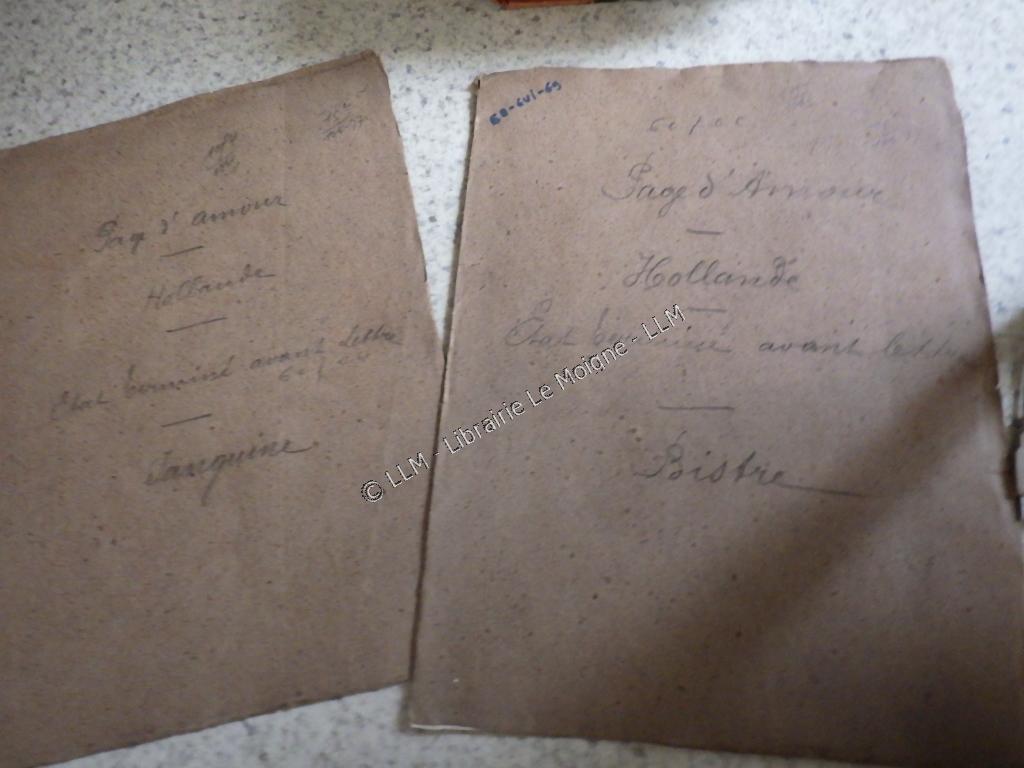 Page d'amour
Hollande
Etat terminé avant lettre
Sanguine
Page d'Amour
Hollande
Etat terminé avant lettre
Bistre
© LLM - Librairie Le Moigne - LLM